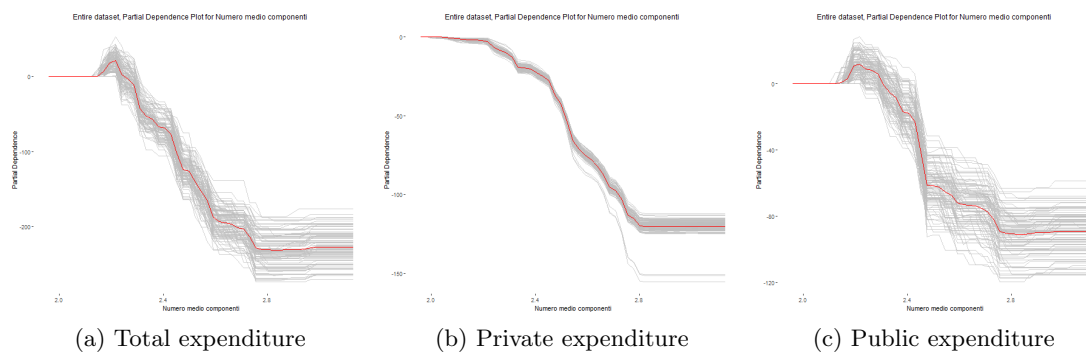 Entire dataset, Partial Dependence Plot for Numero medio componenti
0
-100
-200
Partial Dependence
2.0
2.4
2.8
Numero medio componenti
(a) Total expenditure
Entire dataset, Partial Dependence Plot for Numero medio componenti
0
-50
-100
-150
Partial Dependence
2.0
2.4
2.8
Numero medio componenti
(b) Private expenditure
Entire dataset, Partial Dependence Plot for Numero medio componenti
0
-40
-80
-120
Partial Dependence
2.0
2.4
2.8
Numero medio componenti
(c) Public expenditure